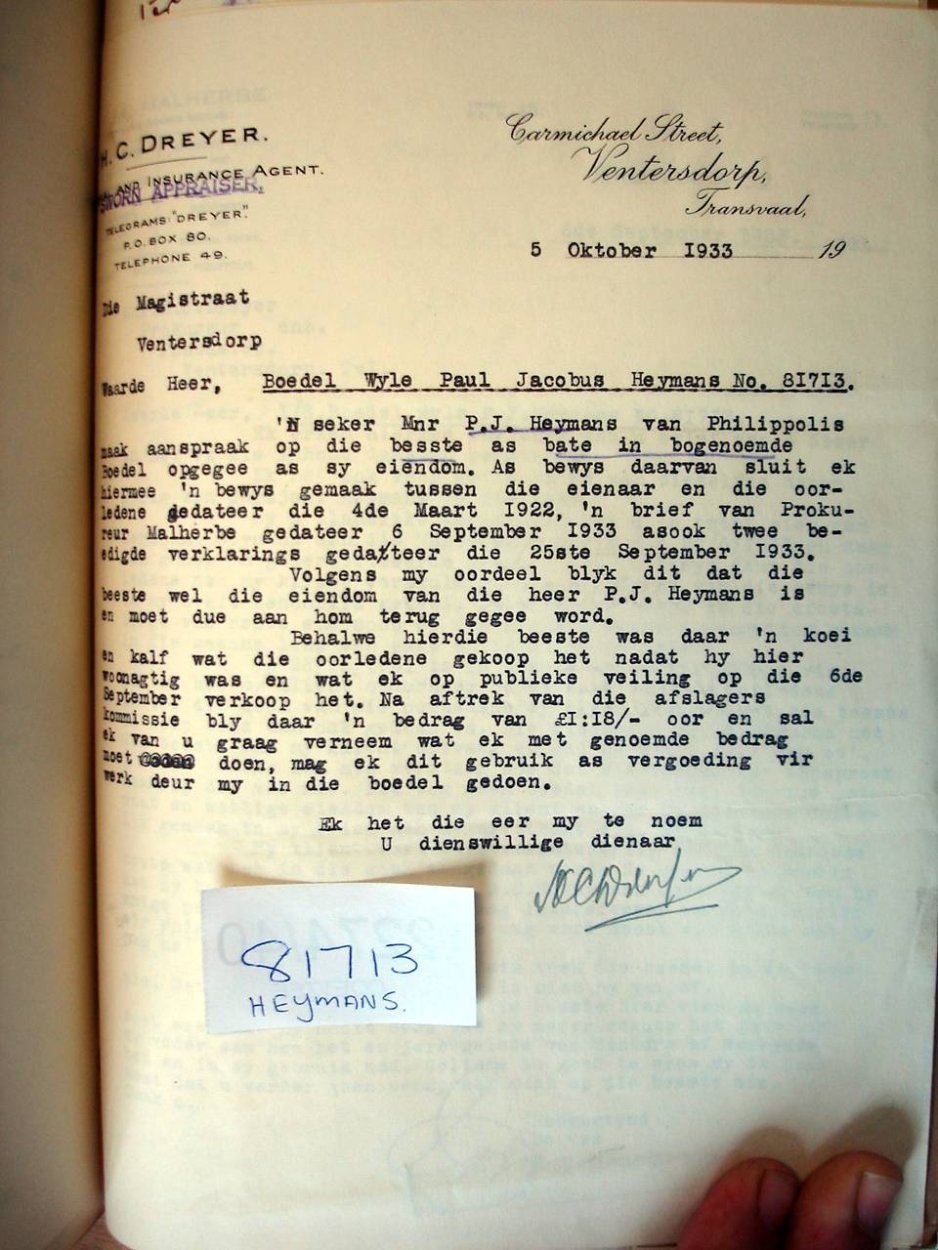 H.C. DREYER.
AND INSURANCE AGENT.
SWORN APPRAISER,
TELEGRAMS: "DREYER".
P.O. BOX 80.
TELEPHONE 49.
Carmichael Street,
Ventersdorp,
Transvaal,
5 Oktober 1933 19
Die Magistraat
Ventersdorp
Waarde Heer, Boedel Wyle Paul Jacobus Heymans No. 81713.
'N seker Mnr P.J. Heymans van Philippolis
maak aanspraak op die besste as bate in bogenoemde
Boedel opgegee as sy eiendom. As bewys daarvan sluit ek
hiermee 'n bewys gemaak tussen die eienaar en die oor-
ledene gedateer die 4de Maart 1922, 'n brief van Proku-
reur Malherbe gedateer 6 September 1933 asook twee be-
edigde verklarings gedateer die 25ste September 1933.
Volgens my oordeel blyk dit dat die
beeste wel die eiendom van die heer P.J. Heymans is
en moet due aan hom terug gegee word.
Behalwe hierdie beeste was daar 'n koei
en kalf wat die oorledene gekoop het nadat hy hier
woonagtig was en wat ek op publieke veiling op die 6de
September verkoop het. Na aftrek van die afslagers
kommissie bly daar 'n bedrag van £1:18/- oor en sal
ek van u graag verneem wat ek met genoemde bedrag
moet doen, mag ek dit gebruik as vergoeding vir
werk deur my in die boedel gedoen.
Ek het die eer my te noem
U dienswillige dienaar
81713
HEYMANS.